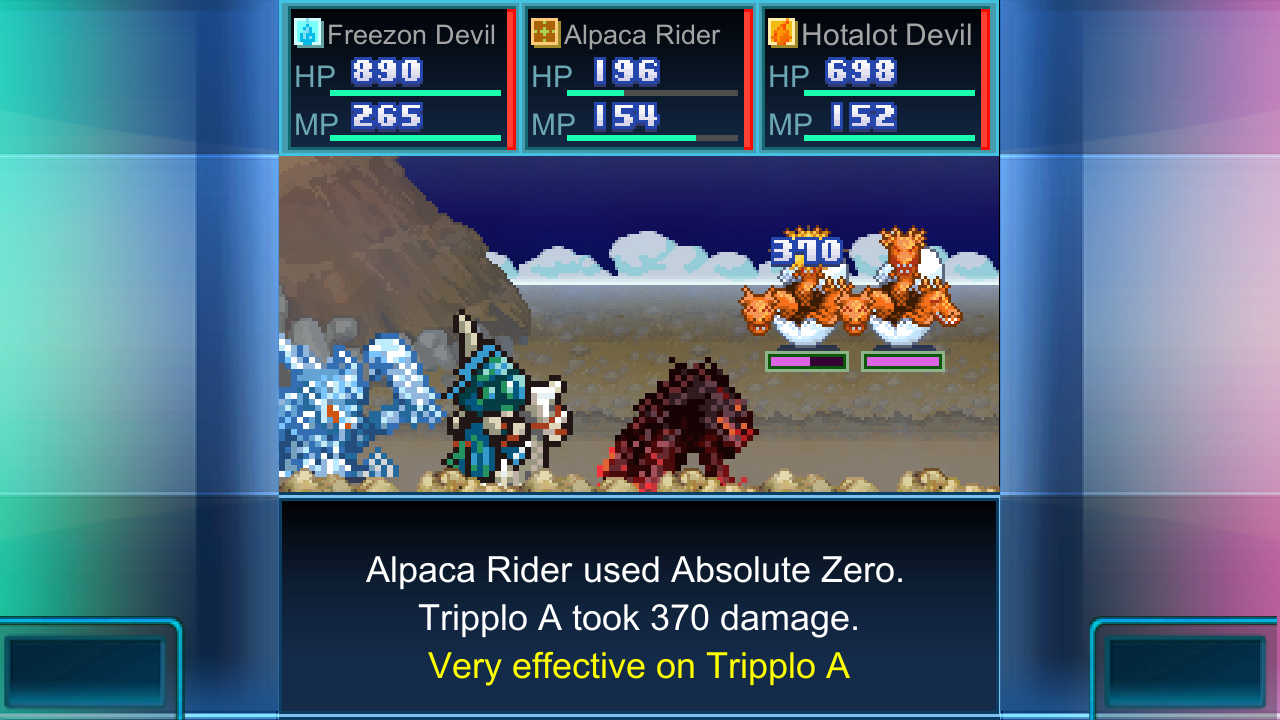 Freezon Devil
HP 890
MP 265
Alpaca Rider
HP 196
MP 154
Hotalot Devil
HP 698
MP 152
370
Alpaca Rider used Absolute Zero.
Tripplo A took 370 damage.
Very effective on Tripplo A